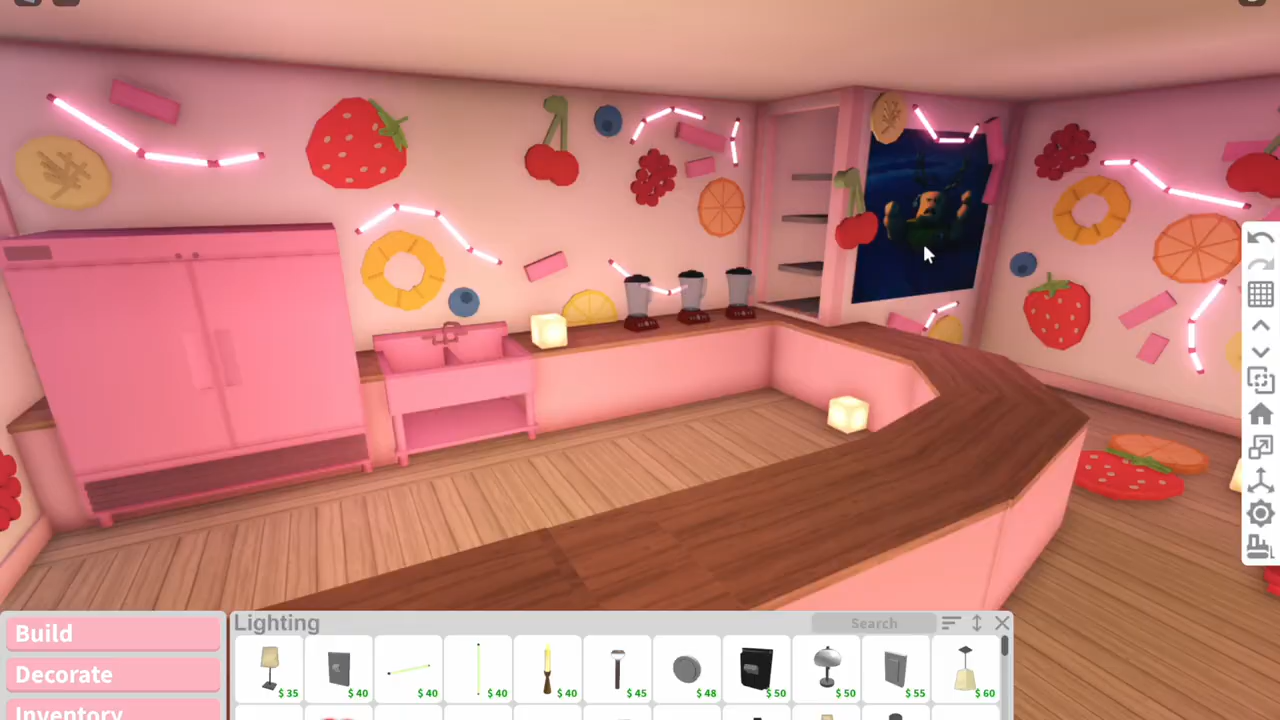 Lighting
Search
Build
Decorate
Inventory
$ 35
$ 40
$ 40
$ 40
$ 40
$ 45
$ 48
$ 50
$ 50
$ 55
$ 60